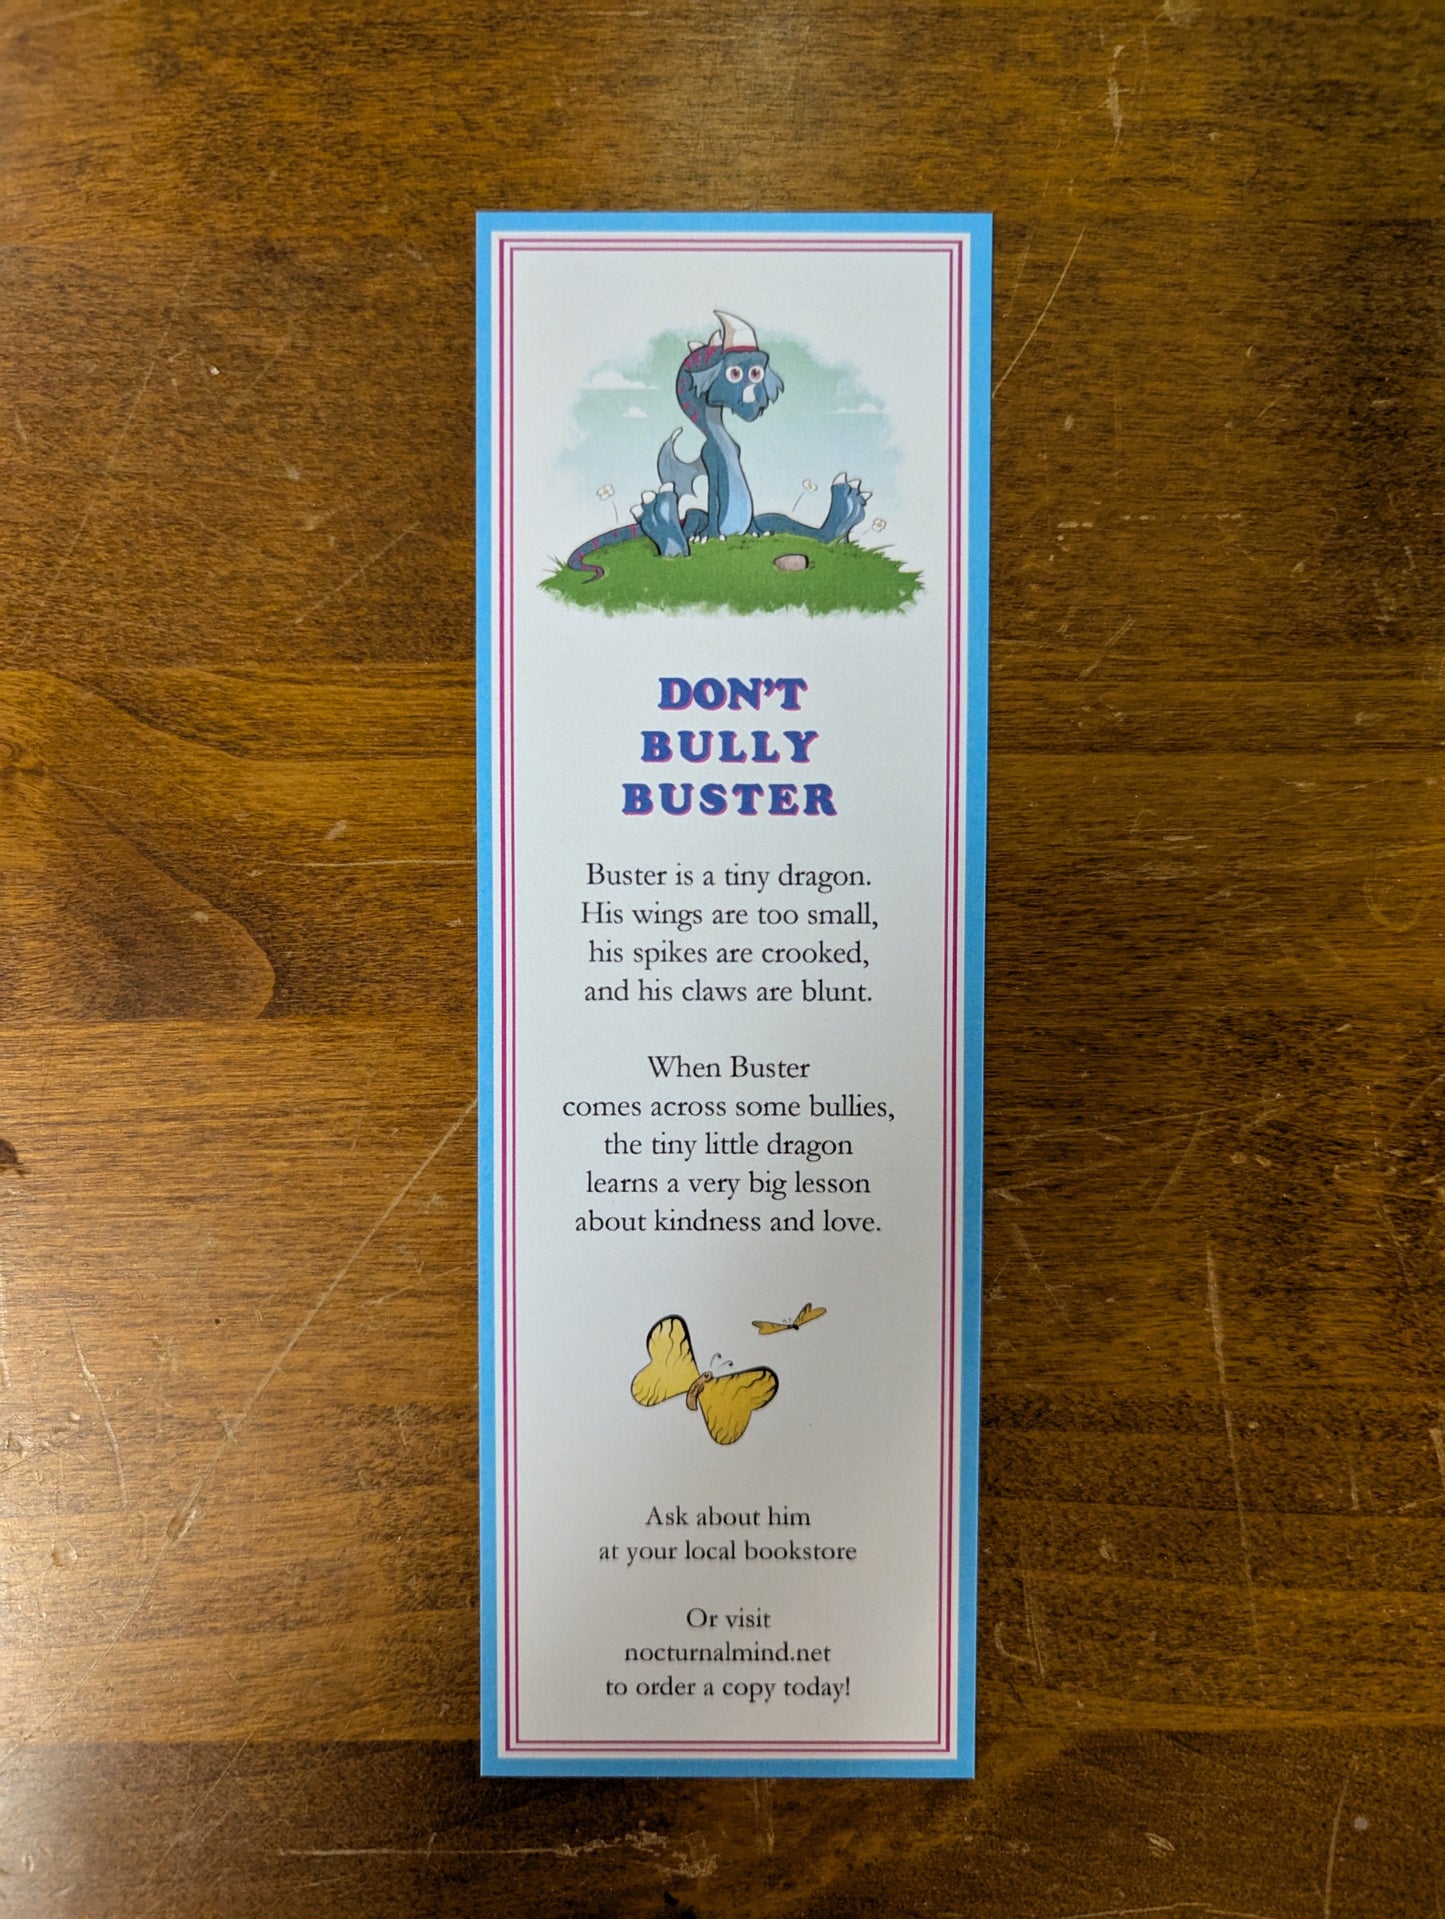 DON'T
BULLY
BUSTER
Buster is a tiny dragon.
His wings are too small,
his spikes are crooked,
and his claws are blunt.
When Buster
comes across some bullies,
the tiny little dragon
learns a very big lesson
about kindness and love.
Ask about him
at your local bookstore
Or visit
nocturnalmind.net
to order a copy today!